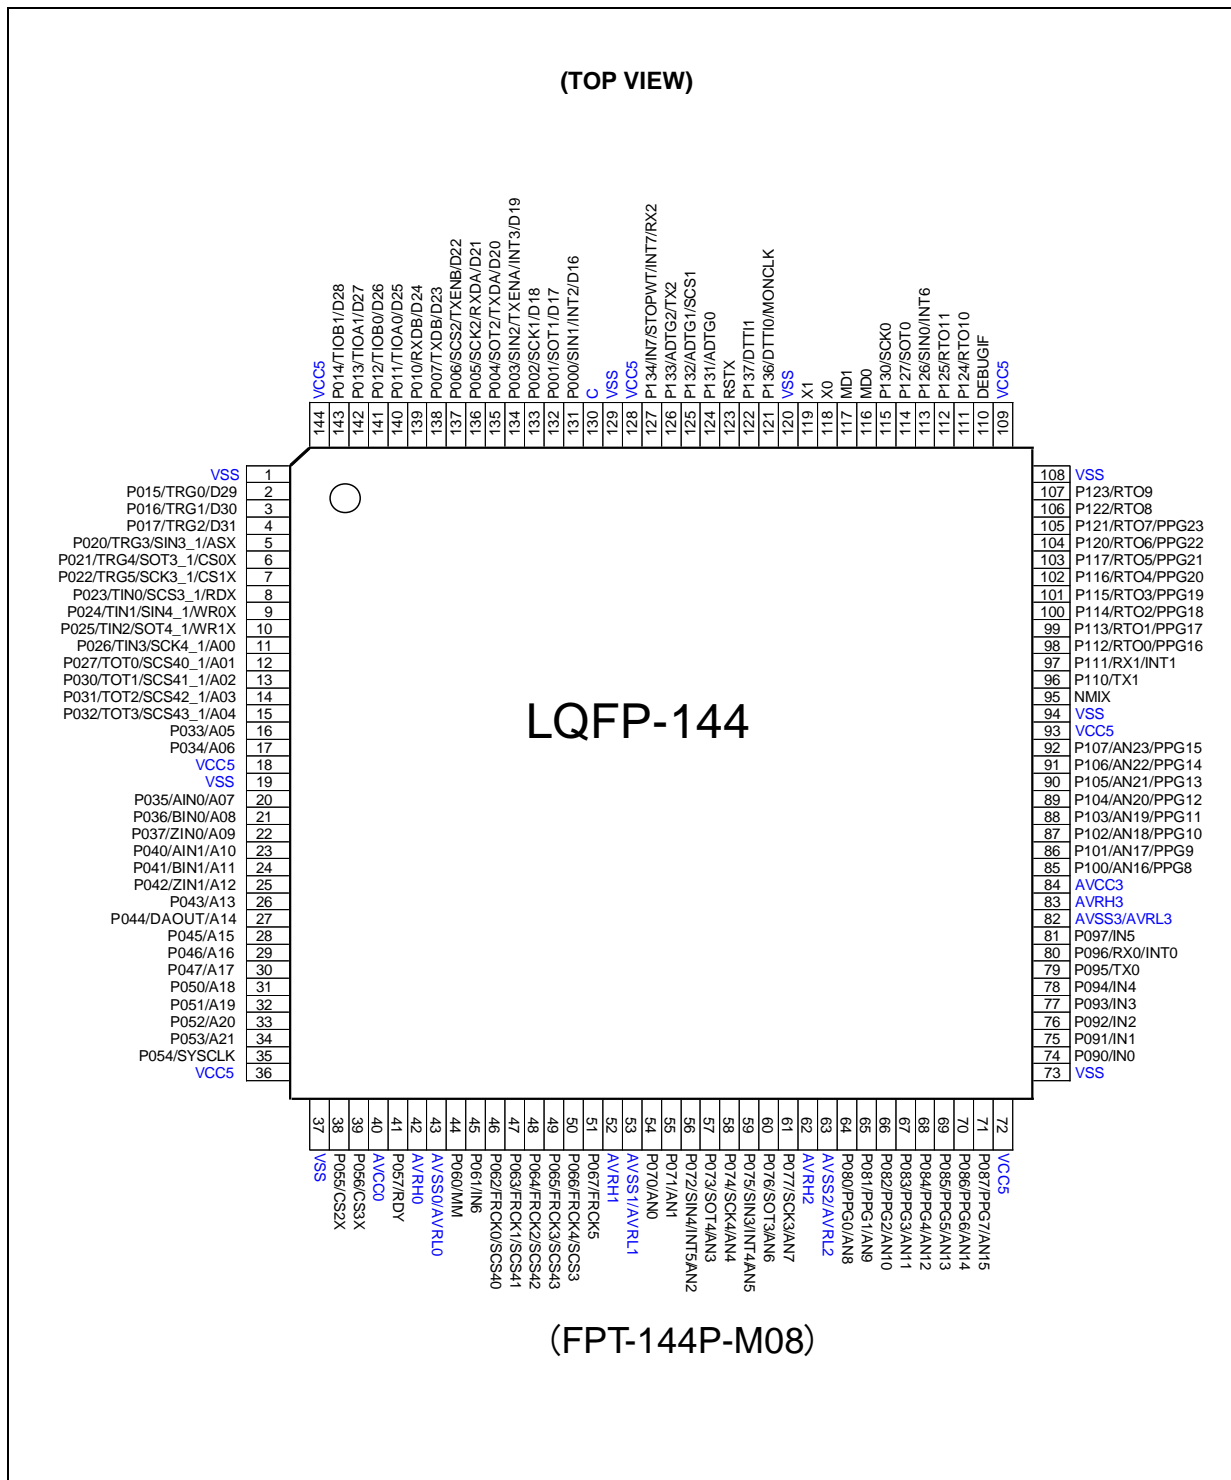 (TOP VIEW)
VCC5
P014/TIOB1/D28
P013/TIOA1/D27
P012/TIOB0/D26
P011/TIOA0/D25
P010/RXDB/D24
P007/TXDB/D23
P006/SCS2/TXENB/D22
P005/SCK2/RXDA/D21
P004/SOT2/TXDA/D20
P003/SIN2/TXENA/INT3/D19
P002/SCK1/D18
P001/SOT1/D17
P000/SIN1/INT2/D16
C
VSS
VCC5
P134/IN7/STOPWT/INT7/RX2
P133/ADTG2/TX2
P132/ADTG1/SCS1
P131/ADTG0
RSTX
P137/DTTI1
P136/DTTI0/MONCLK
VSS
X1
X0
MD1
MD0
P130/SCK0
P127/SOT0
P126/SIN0/INT6
P125/RTO11
P124/RTO10
DEBUGIF
VCC5
144 143 142 141 140 139 138 137 136 135 134 133 132 131 130 129 128 127 126 125 124 123 122 121 120 119 118 117 116 115 114 113 112 111 110 109
VSS 1
P015/TRG0/D29 2
P016/TRG1/D30 3
P017/TRG2/D31 4
P020/TRG3/SIN3_1/ASX 5
P021/TRG4/SOT3_1/CS0X 6
P022/TRG5/SCK3_1/CS1X 7
P023/TIN0/SCS3_1/RDX 8
P024/TIN1/SIN4_1/WR0X 9
P025/TIN2/SOT4_1/WR1X 10
P026/TIN3/SCK4_1/A00 11
P027/TOT0/SCS40_1/A01 12
P030/TOT1/SCS41_1/A02 13
P031/TOT2/SCS42_1/A03 14
P032/TOT3/SCS43_1/A04 15
P033/A05 16
P034/A06 17
VCC5 18
VSS 19
P035/AIN0/A07 20
P036/BIN0/A08 21
P037/ZIN0/A09 22
P040/AIN1/A10 23
P041/BIN1/A11 24
P042/ZIN1/A12 25
P043/A13 26
P044/DAOUT/A14 27
P045/A15 28
P046/A16 29
P047/A17 30
P050/A18 31
P051/A19 32
P052/A20 33
P053/A21 34
P054/SYSCLK 35
VCC5 36
LQFP-144
108 VSS
107 P123/RTO9
106 P122/RTO8
105 P121/RTO7/PPG23
104 P120/RTO6/PPG22
103 P117/RTO5/PPG21
102 P116/RTO4/PPG20
101 P115/RTO3/PPG19
100 P114/RTO2/PPG18
99 P113/RTO1/PPG17
98 P112/RTO0/PPG16
97 P111/RX1/INT1
96 P110/TX1
95 NMIX
94 VSS
93 VCC5
92 P107/AN23/PPG15
91 P106/AN22/PPG14
90 P105/AN21/PPG13
89 P104/AN20/PPG12
88 P103/AN19/PPG11
87 P102/AN18/PPG10
86 P101/AN17/PPG9
85 P100/AN16/PPG8
84 AVCC3
83 AVRH3
82 AVSS3/AVRL3
81 P097/IN5
80 P096/RX0/INT0
79 P095/TX0
78 P094/IN4
77 P093/IN3
76 P092/IN2
75 P091/IN1
74 P090/IN0
73 VSS
37 38 39 40 41 42 43 44 45 46 47 48 49 50 51 52 53 54 55 56 57 58 59 60 61 62 63 64 65 66 67 68 69 70 71 72
VSS
P055/CS2X
P056/CS3X
AVCC0
P057/RDY
AVRH0
AVSS0/AVRL0
P060/MM
P061/IN6
P062/FRCK0/SCS40
P063/FRCK1/SCS41
P064/FRCK2/SCS42
P065/FRCK3/SCS43
P066/FRCK4/SCS3
P067/FRCK5
AVRH1
AVSS1/AVRL1
P070/AN0
P071/AN1
P072/SIN4/INT5/AN2
P073/SOT4/AN3
P074/SCK4/AN4
P075/SIN3/INT4/AN5
P076/SOT3/AN6
P077/SCK3/AN7
AVRH2
AVSS2/AVRL2
P080/PPG0/AN8
P081/PPG1/AN9
P082/PPG2/AN10
P083/PPG3/AN11
P084/PPG4/AN12
P085/PPG5/AN13
P086/PPG6/AN14
P087/PPG7/AN15
VCC5
(FPT-144P-M08)